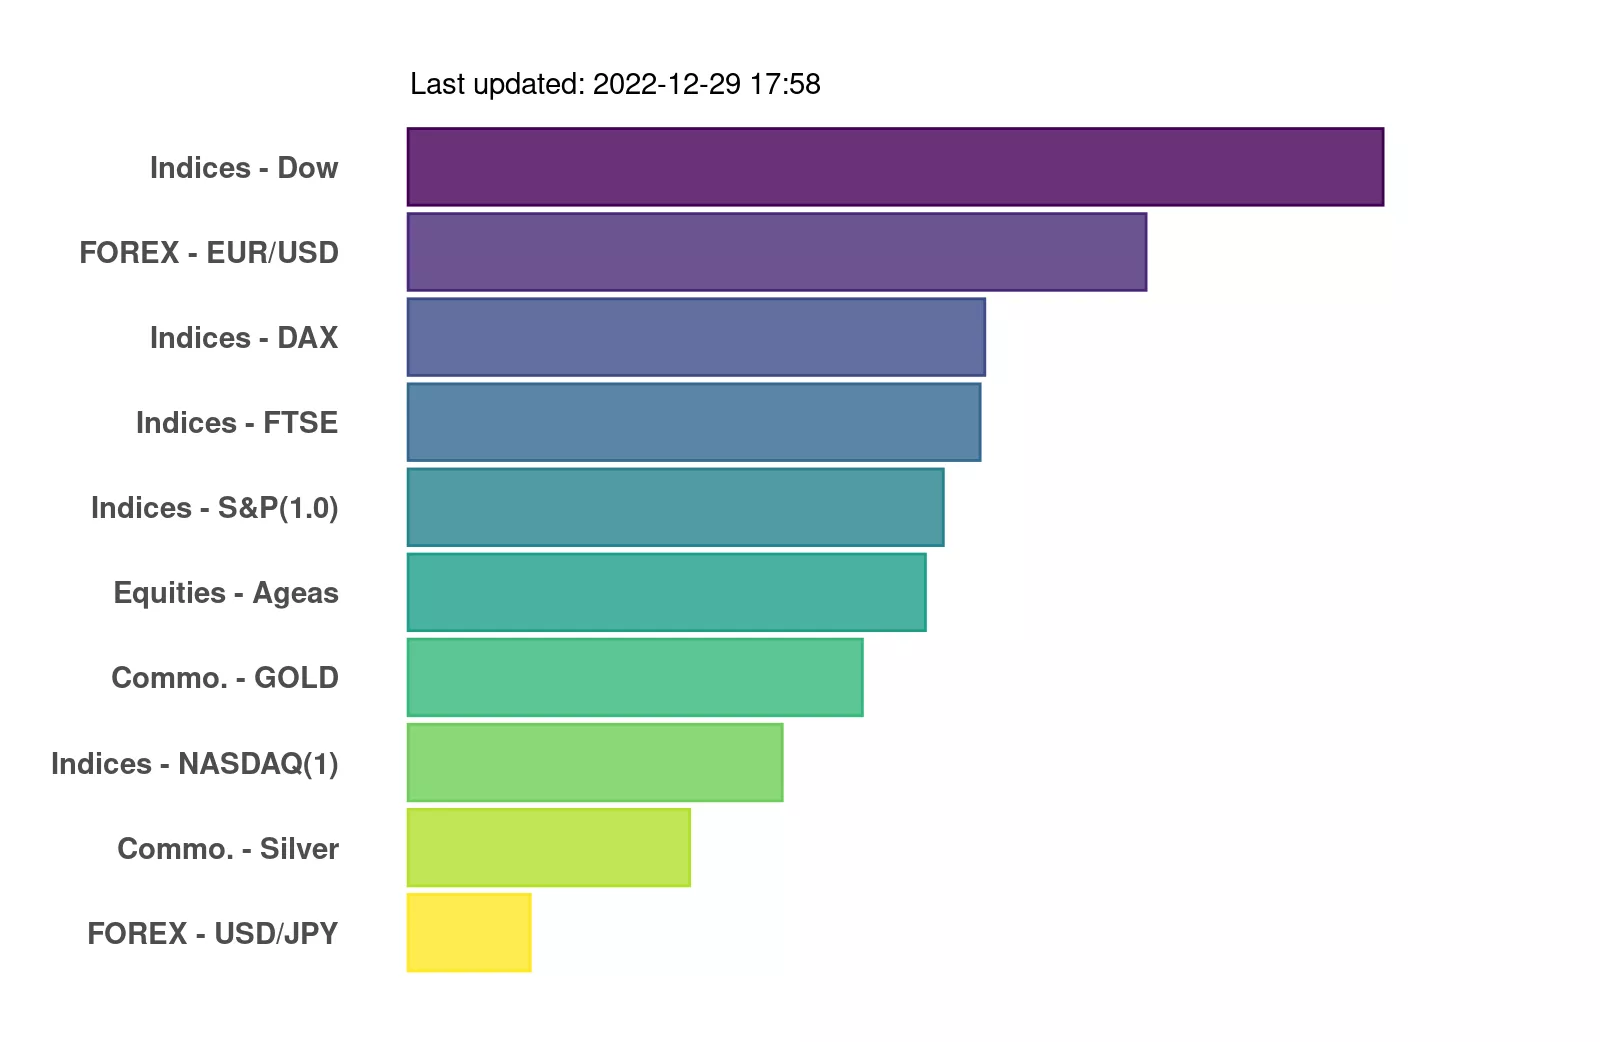 Last updated: 2022-12-29 17:58
Indices - Dow
FOREX - EUR/USD
Indices - DAX
Indices - FTSE
Indices - S&P(1.0)
Equities - Ageas
Commo. - GOLD
Indices - NASDAQ(1)
Commo. - Silver
FOREX - USD/JPY